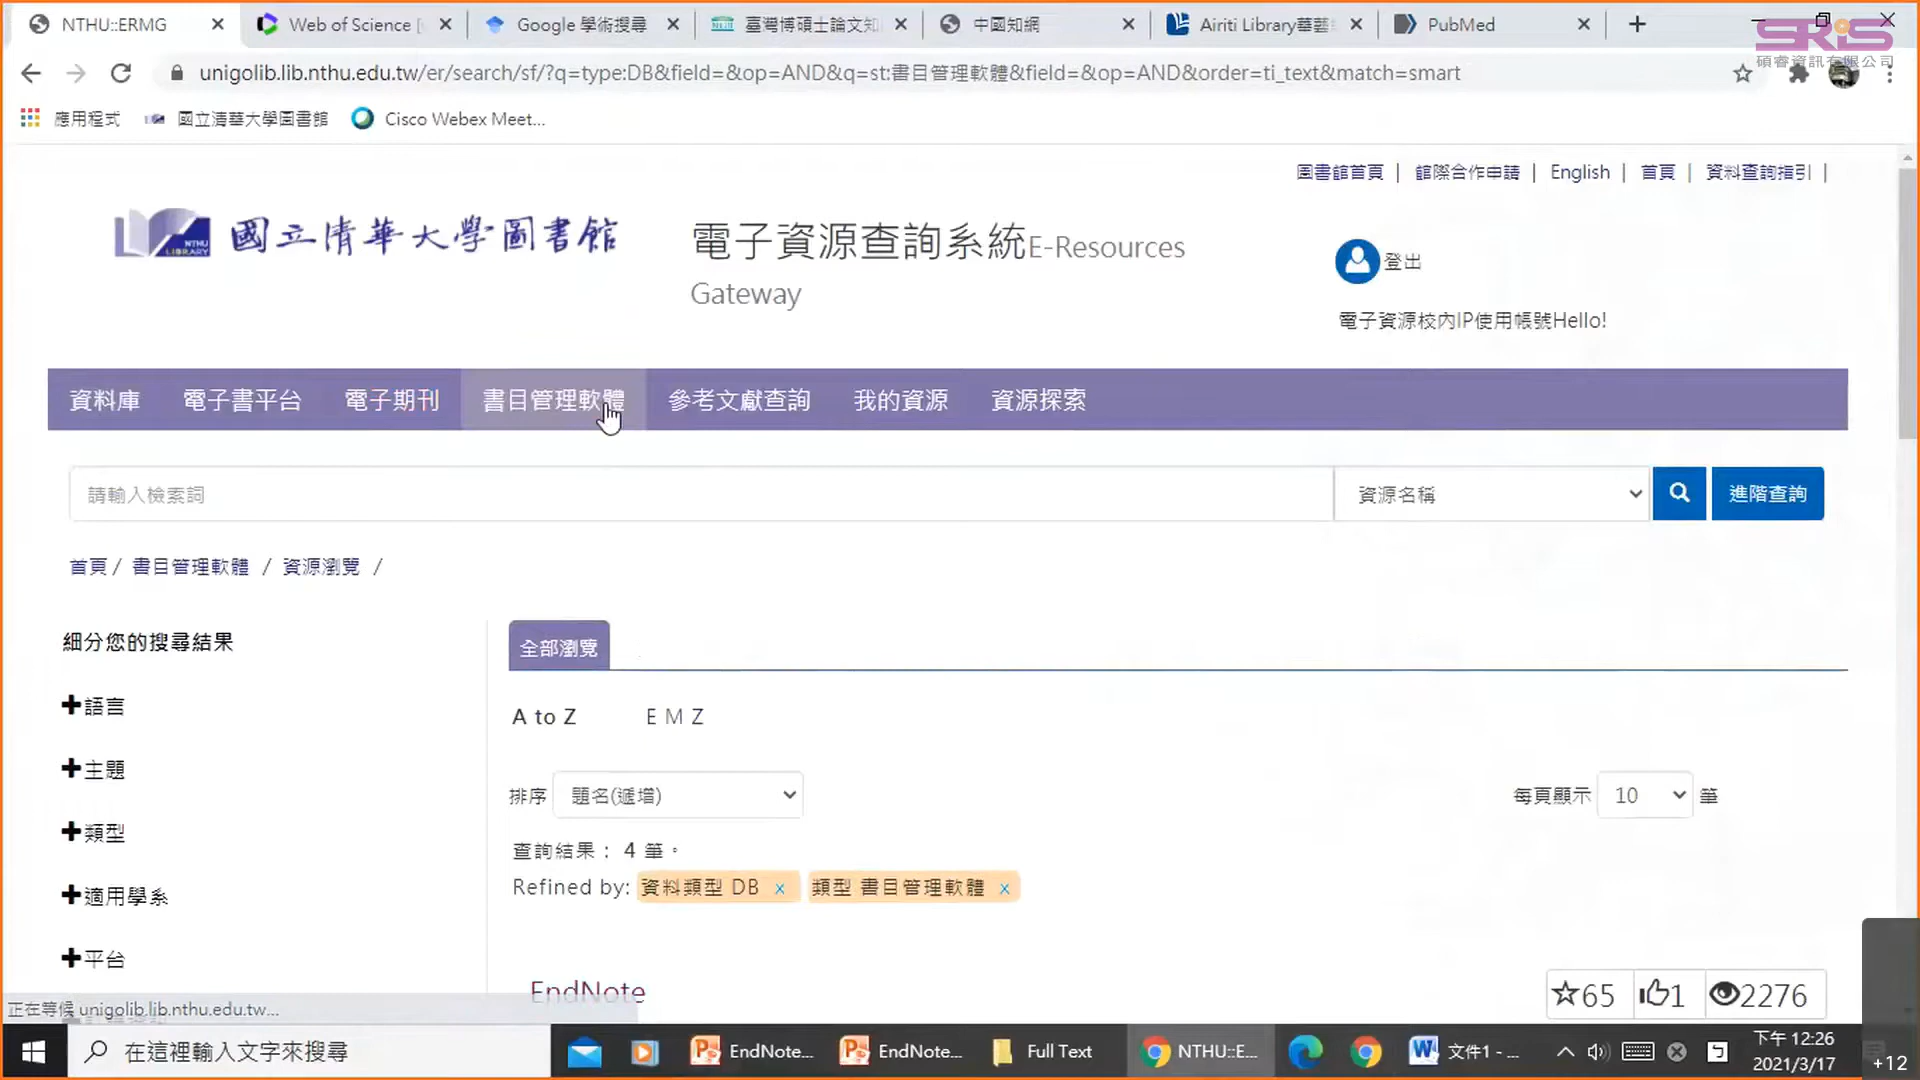 NTHU::ERMG
Web of Science [
Google 學術搜尋
臺灣博碩士論文知
中國知網
Airiti Library華藝
PubMed
SRIS
碩睿資訊有限公司
unigolib.lib.nthu.edu.tw/er/search/sf/?q=type:DB&field=&op=AND&q=st:書目管理軟體&field=&op=AND&order=ti_text&match=smart
應用程式
國立清華大學圖書館
Cisco Webex Meet...
圖書館首頁 | 館際合作申請 | English | 首頁 | 資料查詢指引 |
NTHU LIBRARY
國立清華大學圖書館
電子資源查詢系統E-Resources
Gateway
登出
電子資源校內IP使用帳號Hello!
資料庫 電子書平台 電子期刊 書目管理軟體 參考文獻查詢 我的資源 資源探索
請輸入檢索詞
資源名稱
進階查詢
首頁 / 書目管理軟體 / 資源瀏覽 /
細分您的搜尋結果
全部瀏覽
+語言
A to Z E M Z
+主題
排序 題名(遞增)
每頁顯示 10 筆
+類型
查詢結果： 4 筆。
Refined by: 資料類型 DB x 類型 書目管理軟體 x
+適用學系
+平台
EndNote
65 1 2276
正在等候 unigolib.lib.nthu.edu.tw...
在這裡輸入文字來搜尋
EndNote...
EndNote...
Full Text
NTHU::E...
文件1 - ...
下午 12:26
2021/3/17
+12